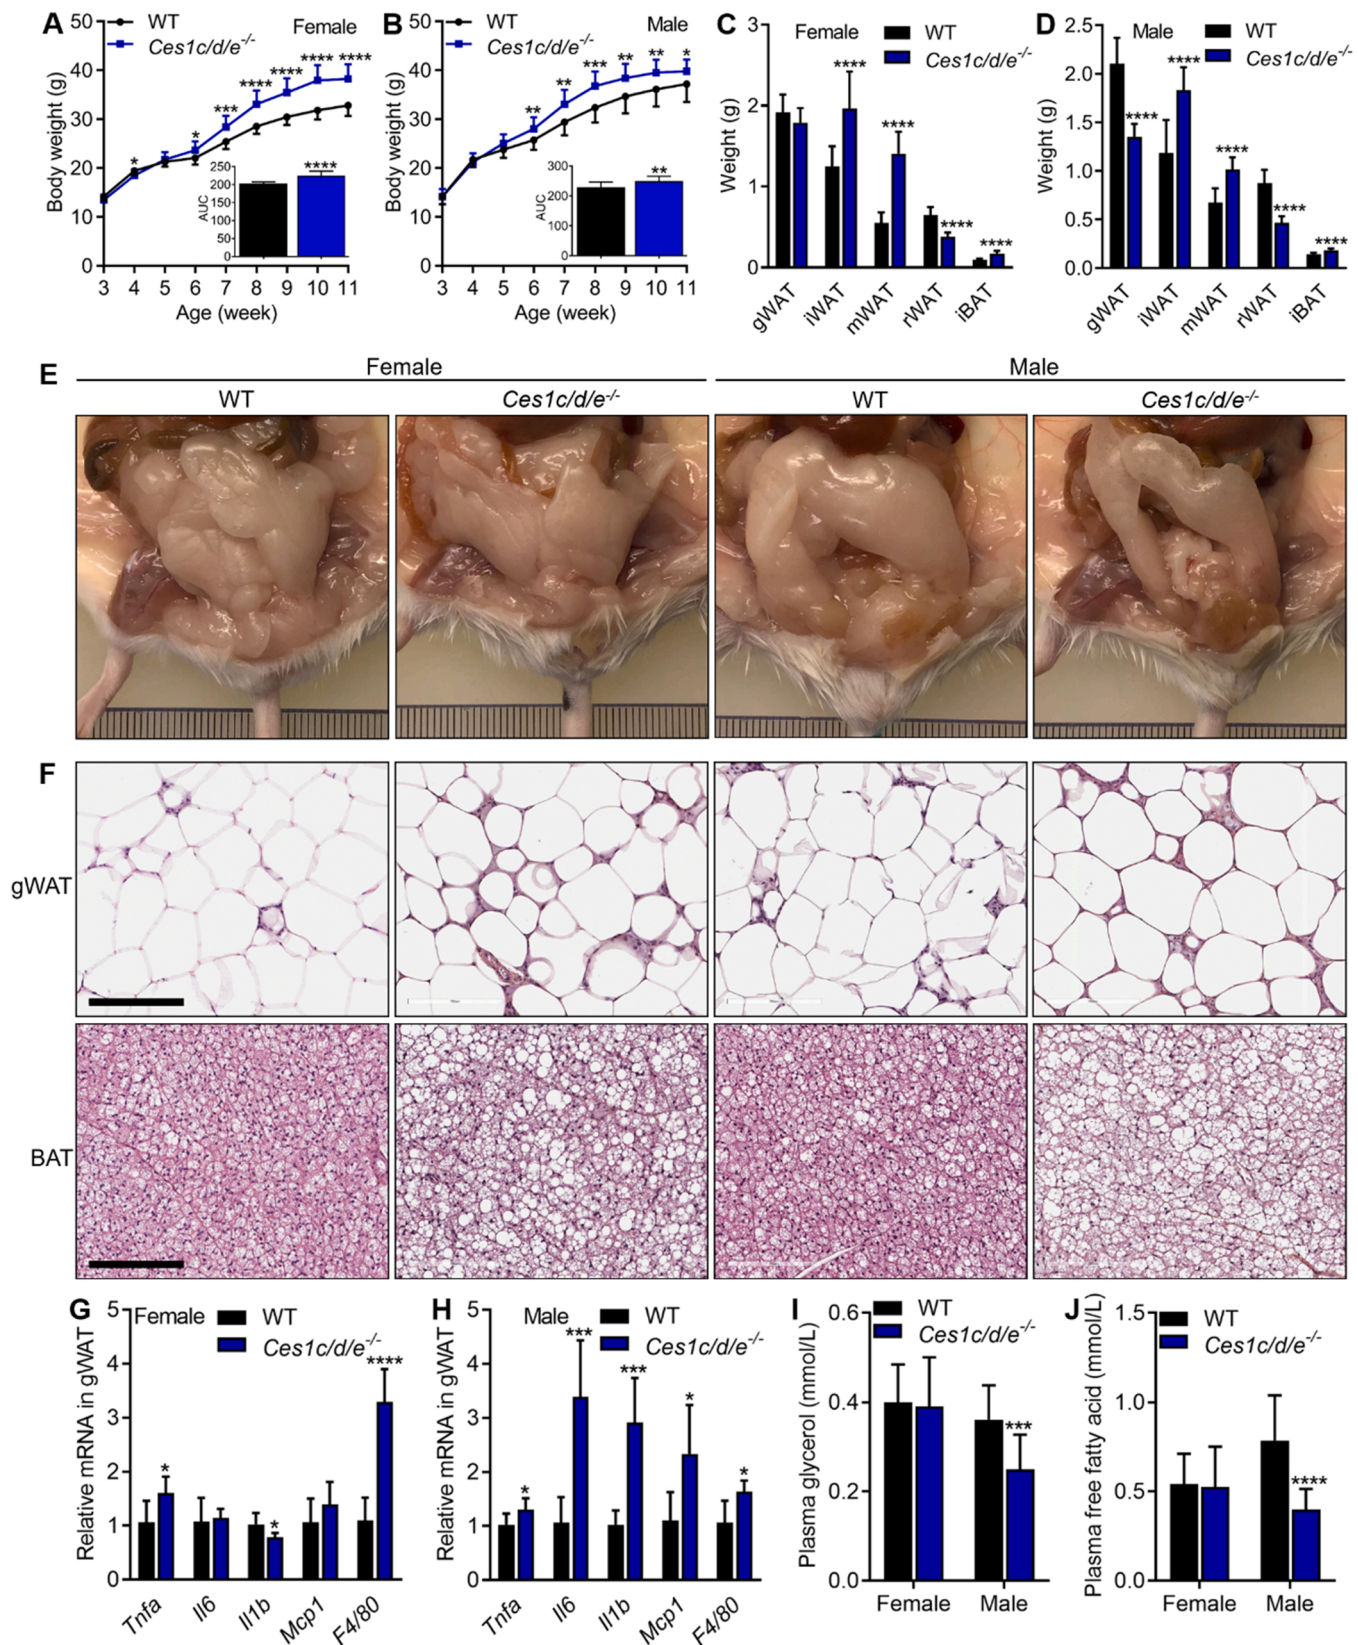 A
Body weight (g)
50
40
30
20
10
0
WT
Ces1c/d/e-/-
Female
* * *** **** **** **** ****
AUC
250
200
150
100
50
0
****
3 4 5 6 7 8 9 10 11
Age (week)
B
Body weight (g)
50
40
30
20
10
0
WT
Ces1c/d/e-/-
Male
** ** *** ** ** *
AUC
300
200
100
0
**
3 4 5 6 7 8 9 10 11
Age (week)
C
Weight (g)
3
2
1
0
Female
WT
Ces1c/d/e-/-
**** **** **** ****
gWAT iWAT mWAT rWAT iBAT
D
Weight (g)
2.5
2.0
1.5
1.0
0.5
0.0
Male
WT
Ces1c/d/e-/-
**** **** **** **** ****
gWAT iWAT mWAT rWAT iBAT
E
Female Male
WT Ces1c/d/e-/- WT Ces1c/d/e-/-
F
gWAT
BAT
G
Relative mRNA in gWAT
5
4
3
2
1
0
Female
WT
Ces1c/d/e-/-
* * ****
Tnfa Il6 Il1b Mcp1 F4/80
H
Relative mRNA in gWAT
5
4
3
2
1
0
Male
WT
Ces1c/d/e-/-
* *** *** * *
Tnfa Il6 Il1b Mcp1 F4/80
I
Plasma glycerol (mmol/L)
0.6
0.4
0.2
0.0
WT
Ces1c/d/e-/-
***
Female Male
J
Plasma free fatty acid (mmol/L)
1.5
1.0
0.5
0.0
WT
Ces1c/d/e-/-
****
Female Male